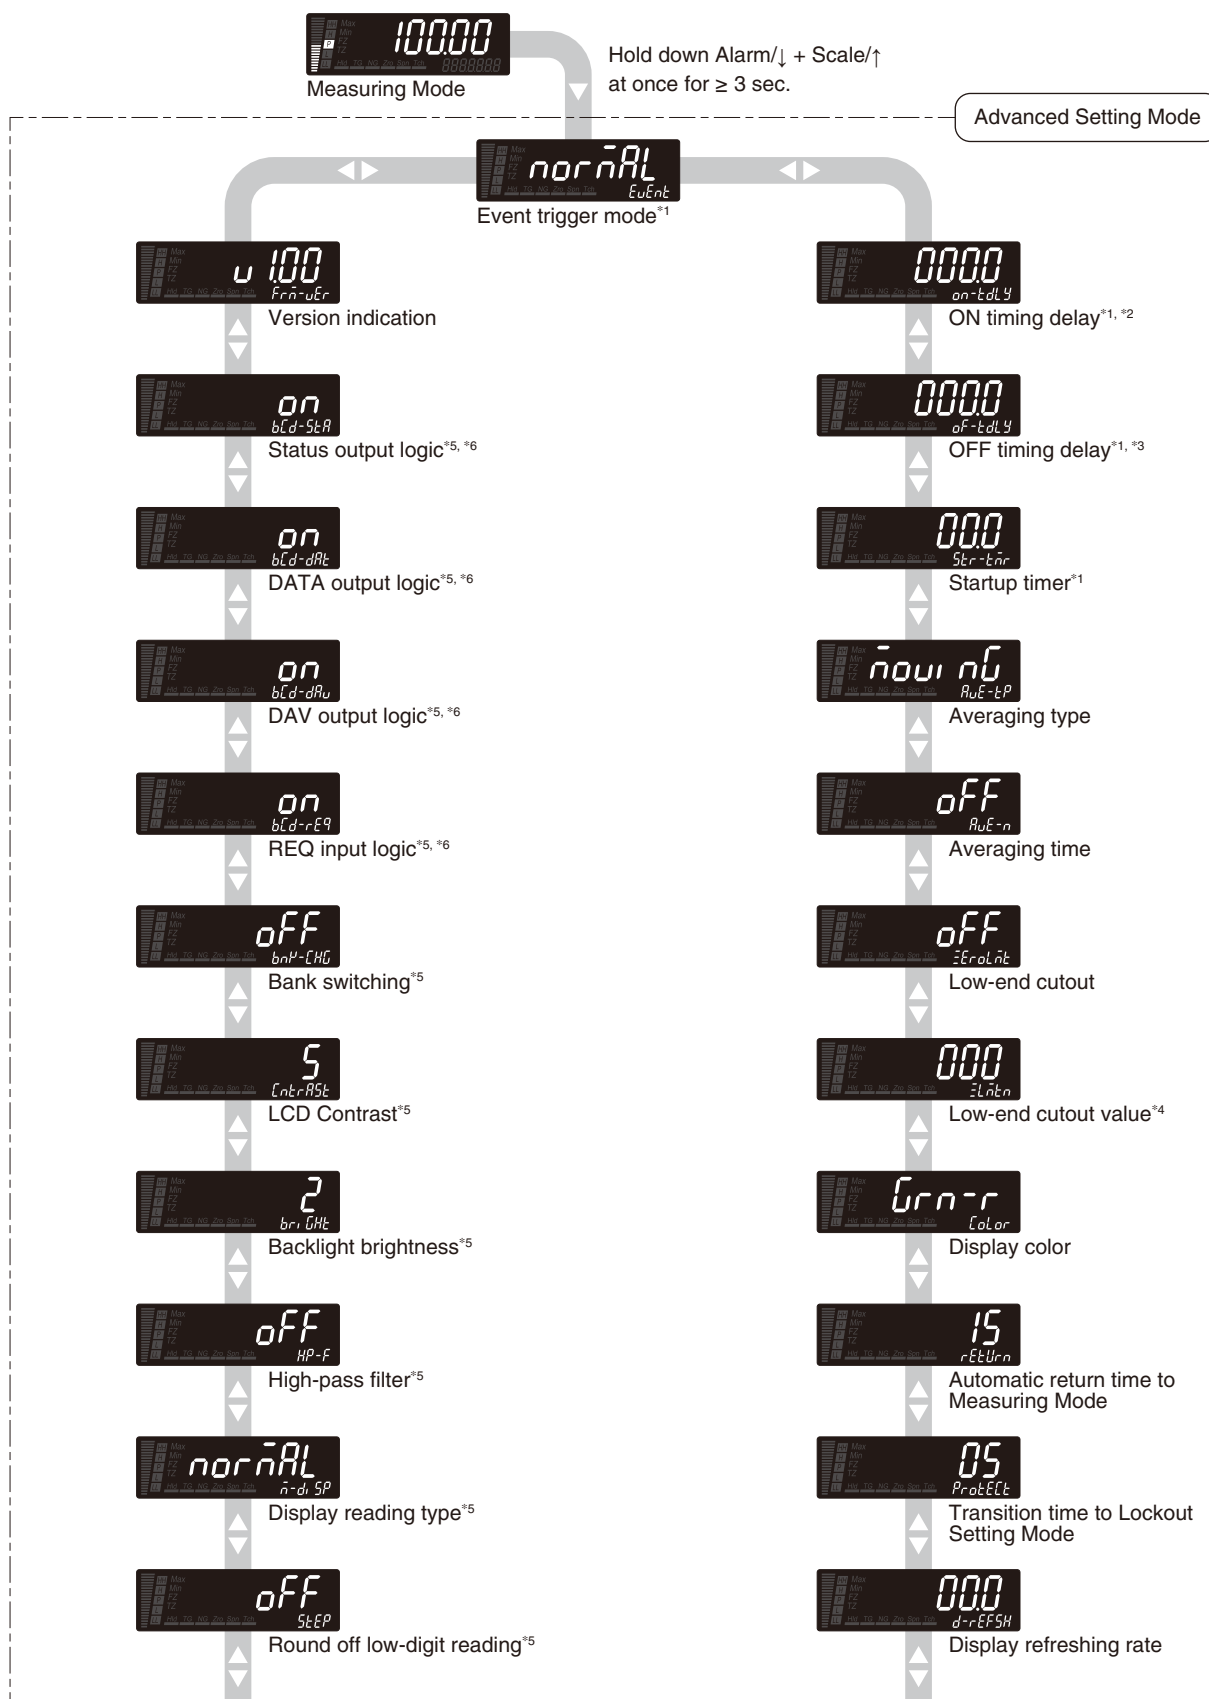 100.00
Measuring Mode
Hold down Alarm/↓ + Scale/↑
at once for ≥ 3 sec.
Advanced Setting Mode
norMAL
EvEnt
Event trigger mode*1
v 1.00
FrM-vEr
Version indication
on
bCd-StA
Status output logic*5, *6
on
bCd-dAt
DATA output logic*5, *6
on
bCd-dAv
DAV output logic*5, *6
on
bCd-rEq
REQ input logic*5, *6
oFF
bnK-CHG
Bank switching*5
5
ContrASt
LCD Contrast*5
2
briGHt
Backlight brightness*5
oFF
HP-F
High-pass filter*5
norMAL
M-diSP
Display reading type*5
oFF
StEP
Round off low-digit reading*5
000.0
on-tdLY
ON timing delay*1, *2
000.0
oF-tdLY
OFF timing delay*1, *3
00.0
Str-tMr
Startup timer*1
MovinG
AvE-tP
Averaging type
oFF
AvE-n
Averaging time
oFF
ZEroLMt
Low-end cutout
000
ZLMtn
Low-end cutout value*4
Grn-r
CoLor
Display color
15
rEtUrn
Automatic return time to
Measuring Mode
05
ProtECt
Transition time to Lockout
Setting Mode
00.0
d-rEFSH
Display refreshing rate